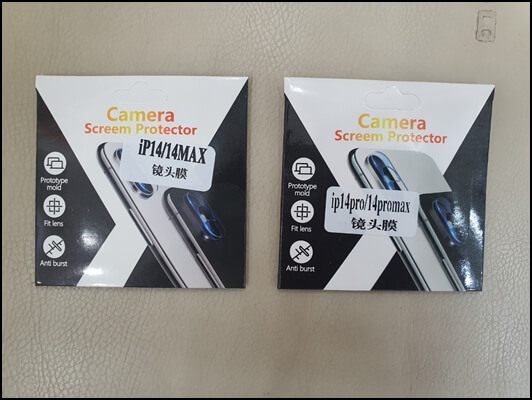 Camera
Screem Protector
iP14/14MAX
镜头膜
Prototype
mold
Fit lens
Anti burst
Camera
Screem Protector
ip14pro/14promax
镜头膜
Prototype
mold
Fit lens
Anti burst